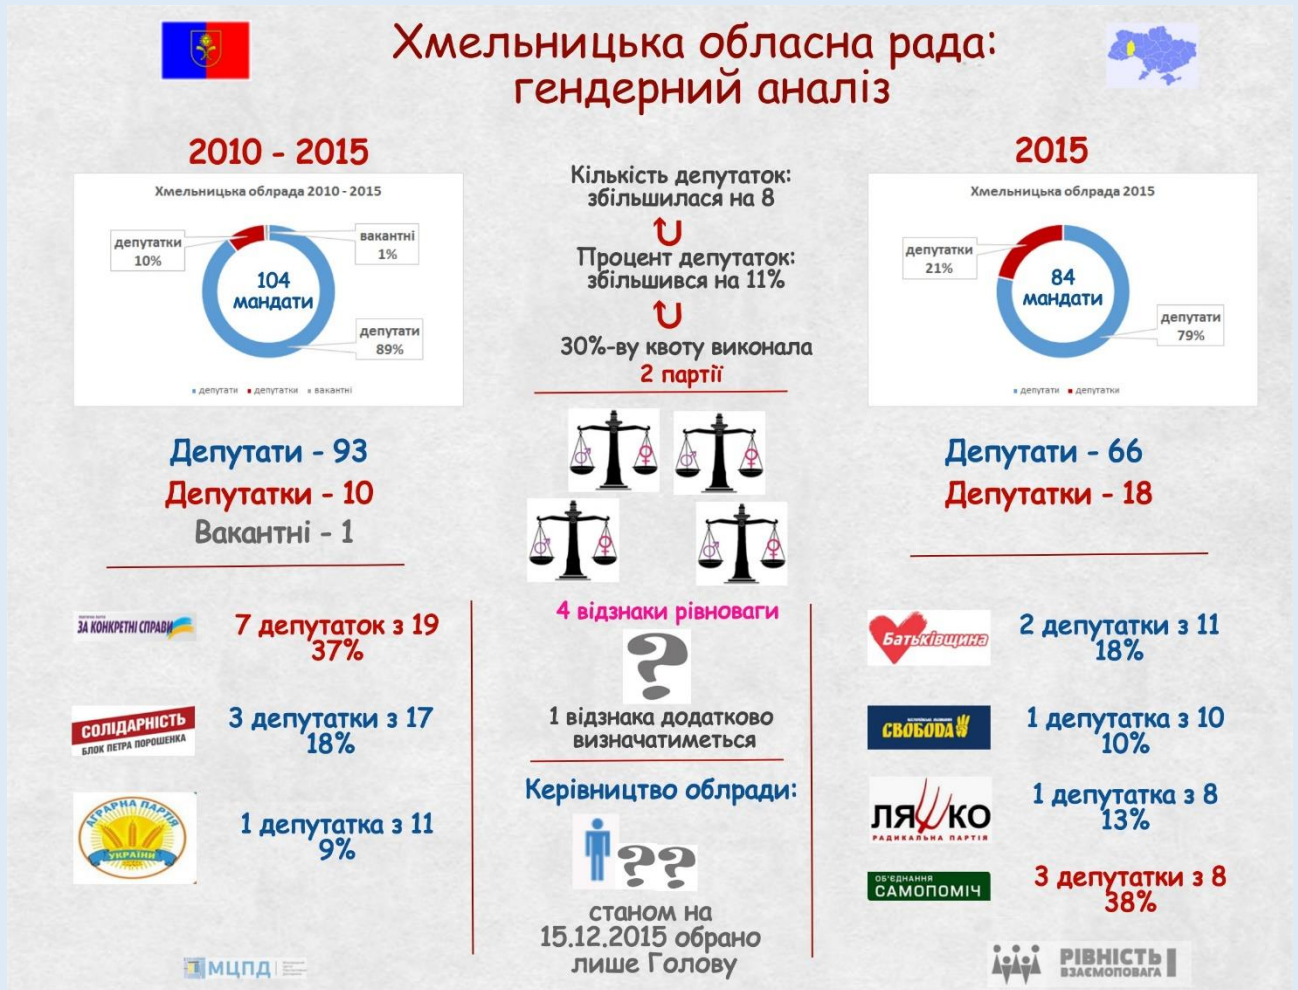 Хмельницька обласна рада:
гендерний аналіз
2010 - 2015
Хмельницька облрада 2010 - 2015
депутатки
10%
вакантні
1%
104
мандати
депутати
89%
депутати депутатки вакантні
Депутати - 93
Депутатки - 10
Вакантні - 1
Кількість депутаток:
збільшилася на 8
Процент депутаток:
збільшився на 11%
30%-ву квоту виконала
2 партії
2015
Хмельницька облрада 2015
депутатки
21%
84
мандати
депутати
79%
депутати депутатки
Депутати - 66
Депутатки - 18
ЗА КОНКРЕТНІ СПРАВИ
7 депутаток з 19
37%
СОЛІДАРНІСТЬ
БЛОК ПЕТРА ПОРОШЕНКА
3 депутатки з 17
18%
АГРАРНА ПАРТІЯ
УКРАЇНИ
1 депутатка з 11
9%
4 відзнаки рівноваги
?
1 відзнака додатково
визначатиметься
Керівництво облради:
??
станом на
15.12.2015 обрано
лише Голову
Батьківщина
2 депутатки з 11
18%
СВОБОДА
1 депутатка з 10
10%
ЛЯШКО
РАДИКАЛЬНА ПАРТІЯ
1 депутатка з 8
13%
ОБ'ЄДНАННЯ
САМОПОМІЧ
3 депутатки з 8
38%
МЦПД
РІВНІСТЬ
ВЗАЄМОПОВАГА